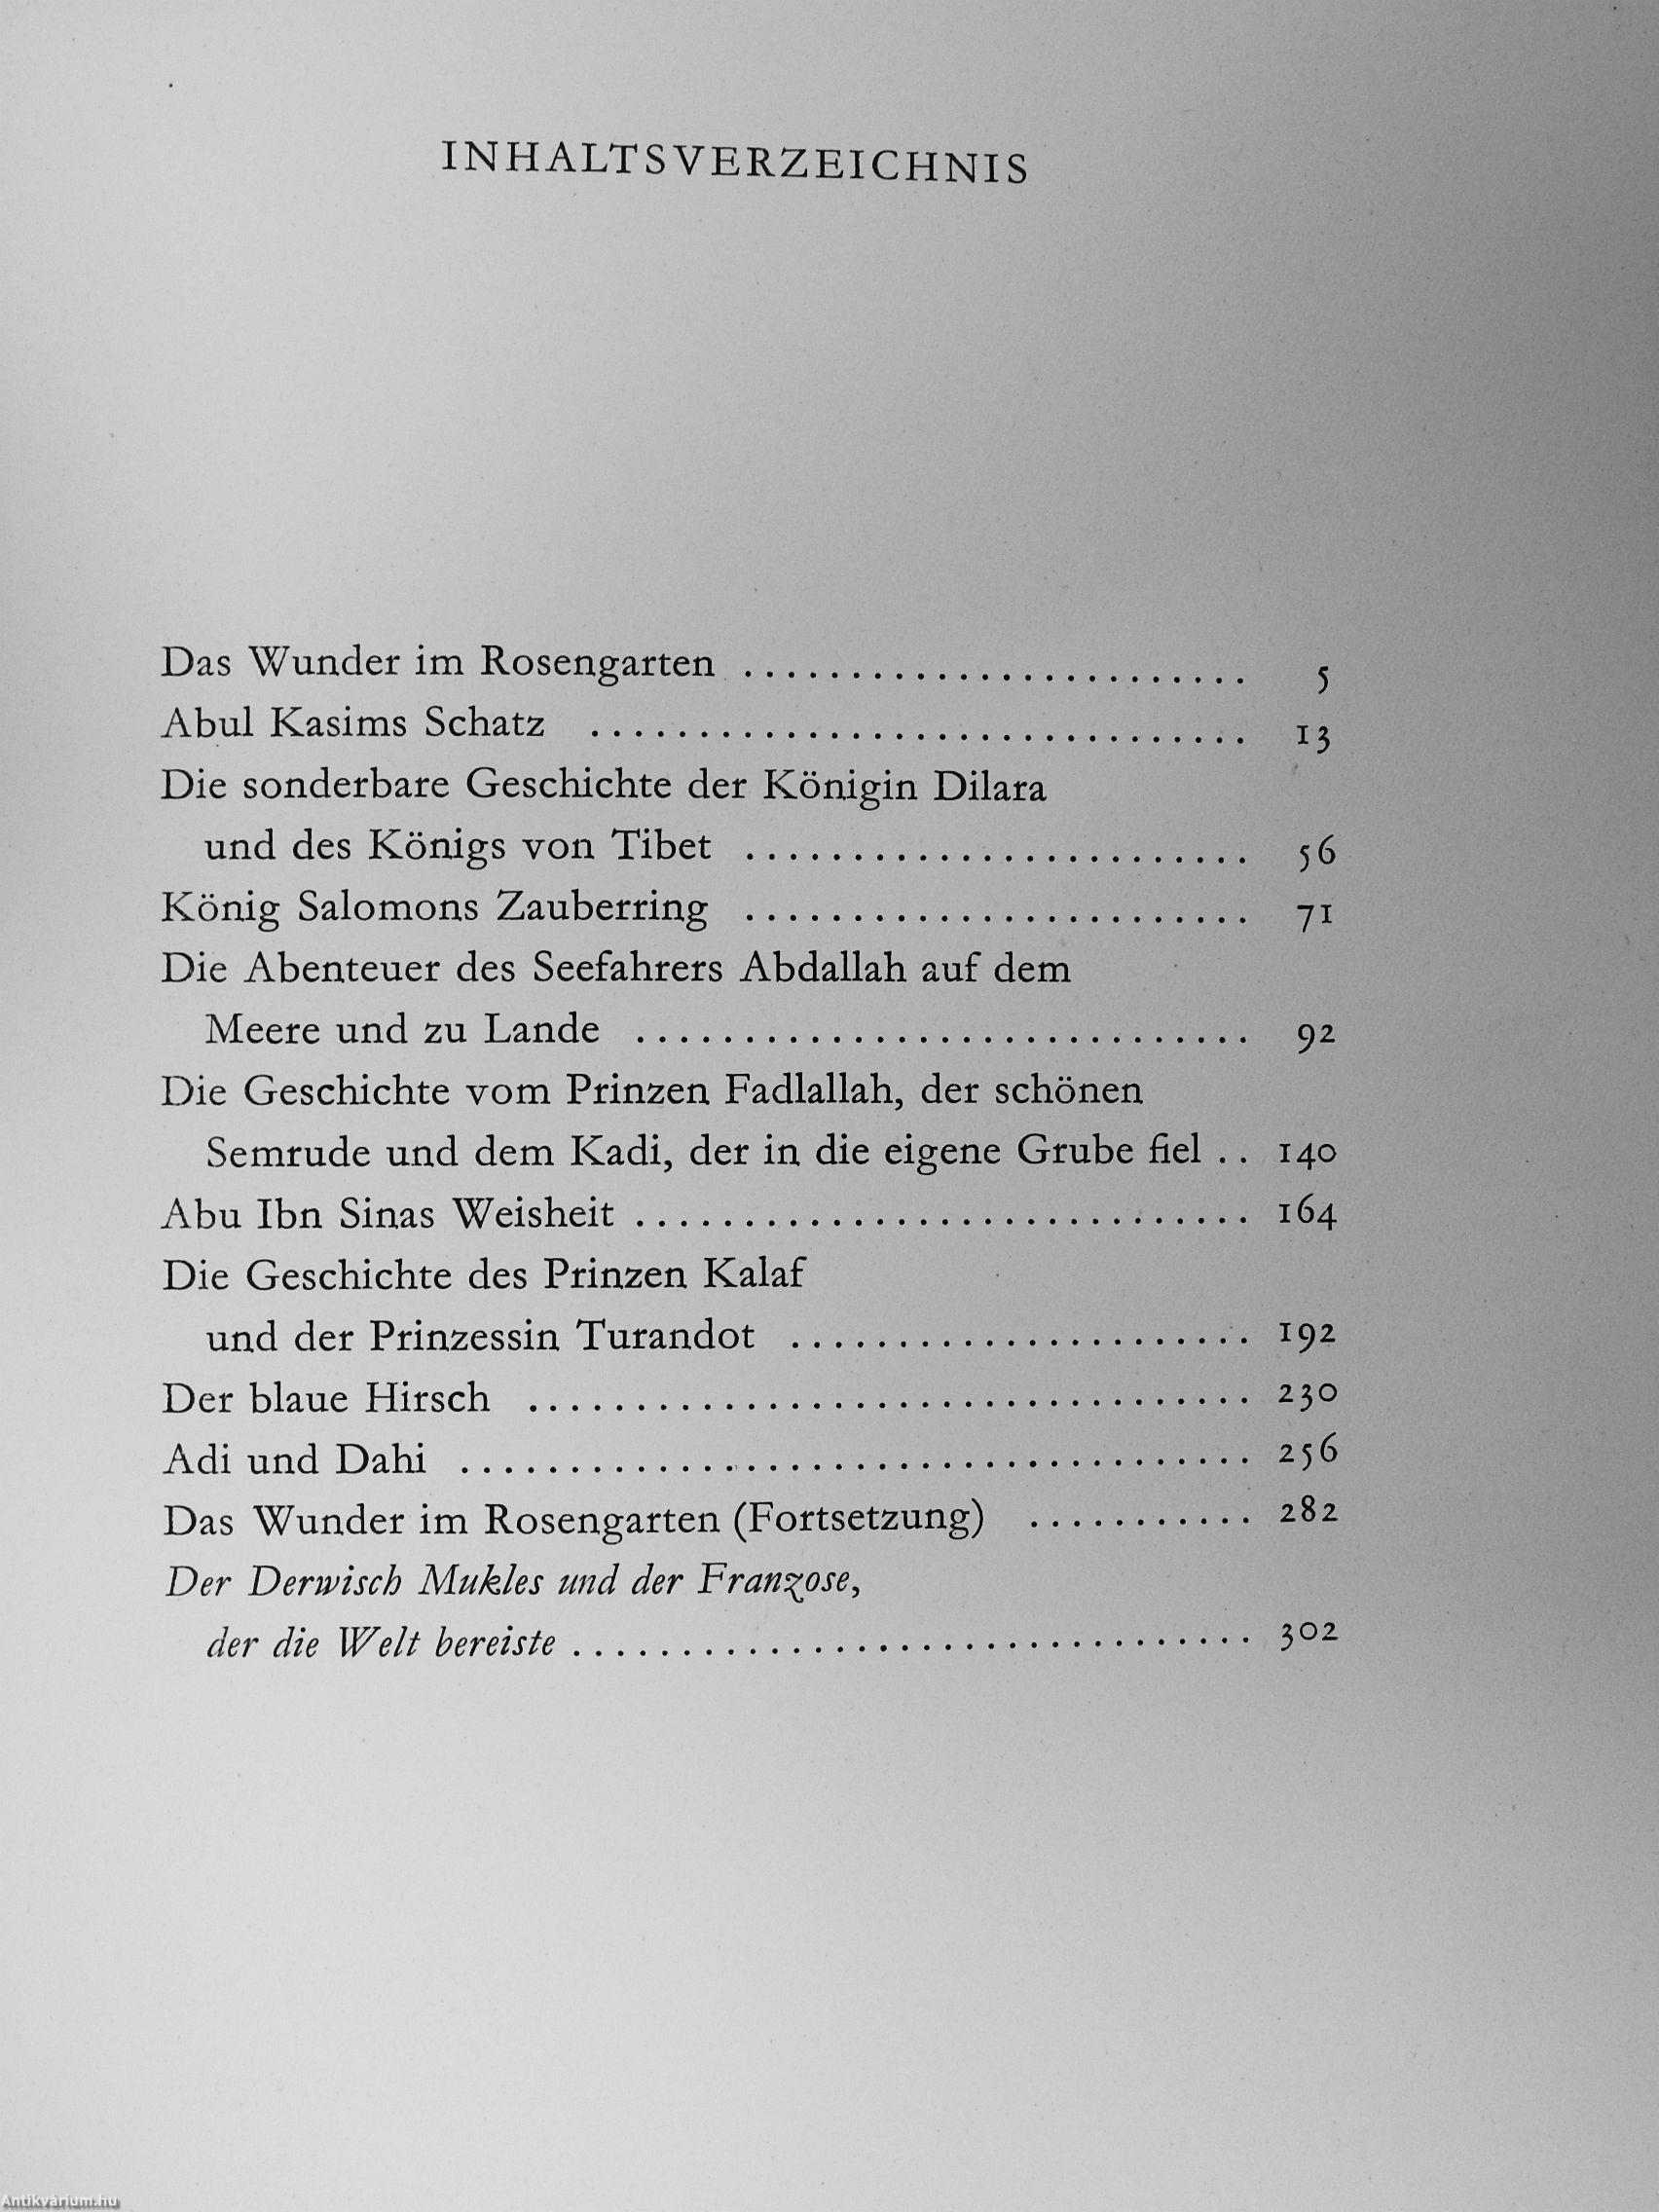 INHALTSVERZEICHNIS
Das Wunder im Rosengarten ........................ 5
Abul Kasims Schatz ............................... 13
Die sonderbare Geschichte der Königin Dilara
und des Königs von Tibet ........................ 56
König Salomons Zauberring ........................ 71
Die Abenteuer des Seefahrers Abdallah auf dem
Meere und zu Lande ............................. 92
Die Geschichte vom Prinzen Fadlallah, der schönen
Semrude und dem Kadi, der in die eigene Grube fiel .. 140
Abu Ibn Sinas Weisheit ............................. 164
Die Geschichte des Prinzen Kalaf
und der Prinzessin Turandot ...................... 192
Der blaue Hirsch .................................. 230
Adi und Dahi ..................................... 256
Das Wunder im Rosengarten (Fortsetzung) ........... 282
Der Derwisch Mukles und der Franzose,
der die Welt bereiste ................................ 302
Antikvárium.hu